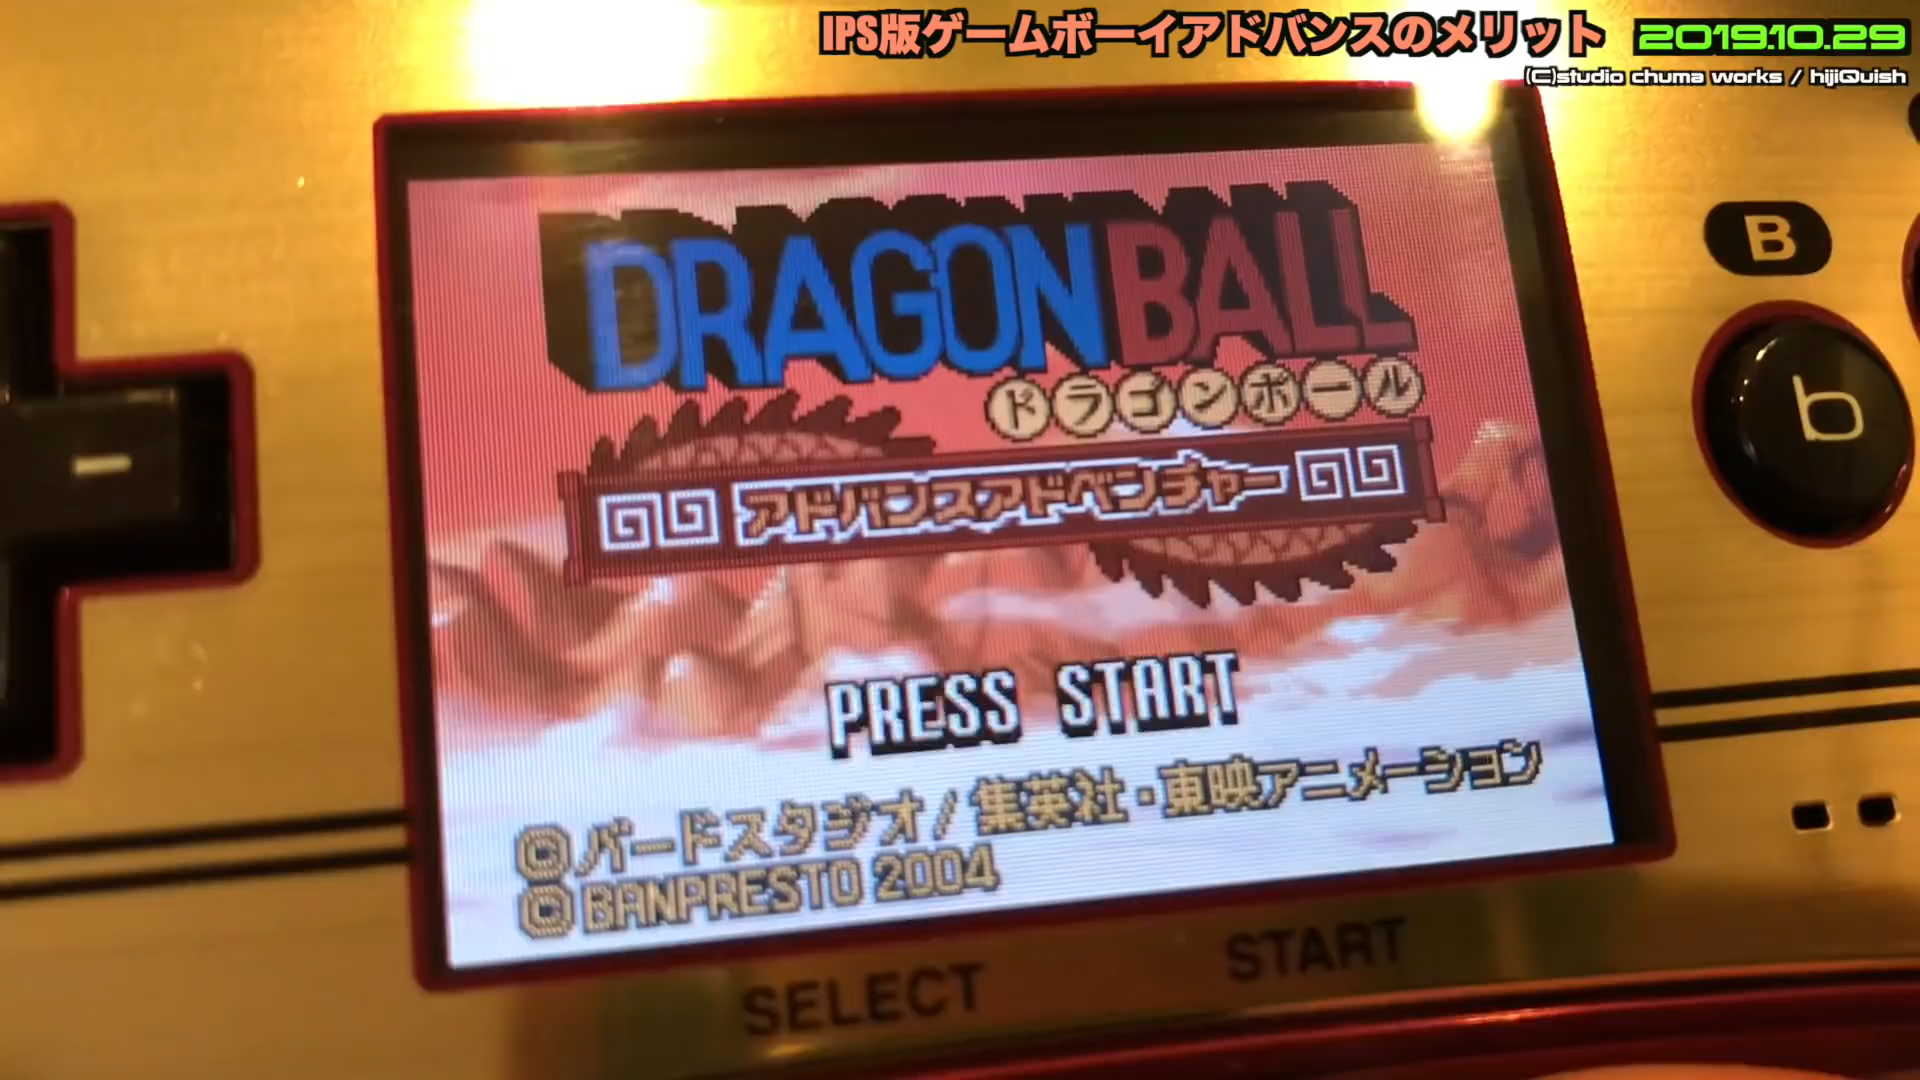 IPS版ゲームボーイアドバンスのメリット 2019.10.29
(C)studio chuma works / hijiQuish
DRAGON BALL
ドラゴンボール
アドバンスアドベンチャー
PRESS START
©バードスタジオ/集英社・東映アニメーション
©BANPRESTO 2004
B
b
SELECT
START